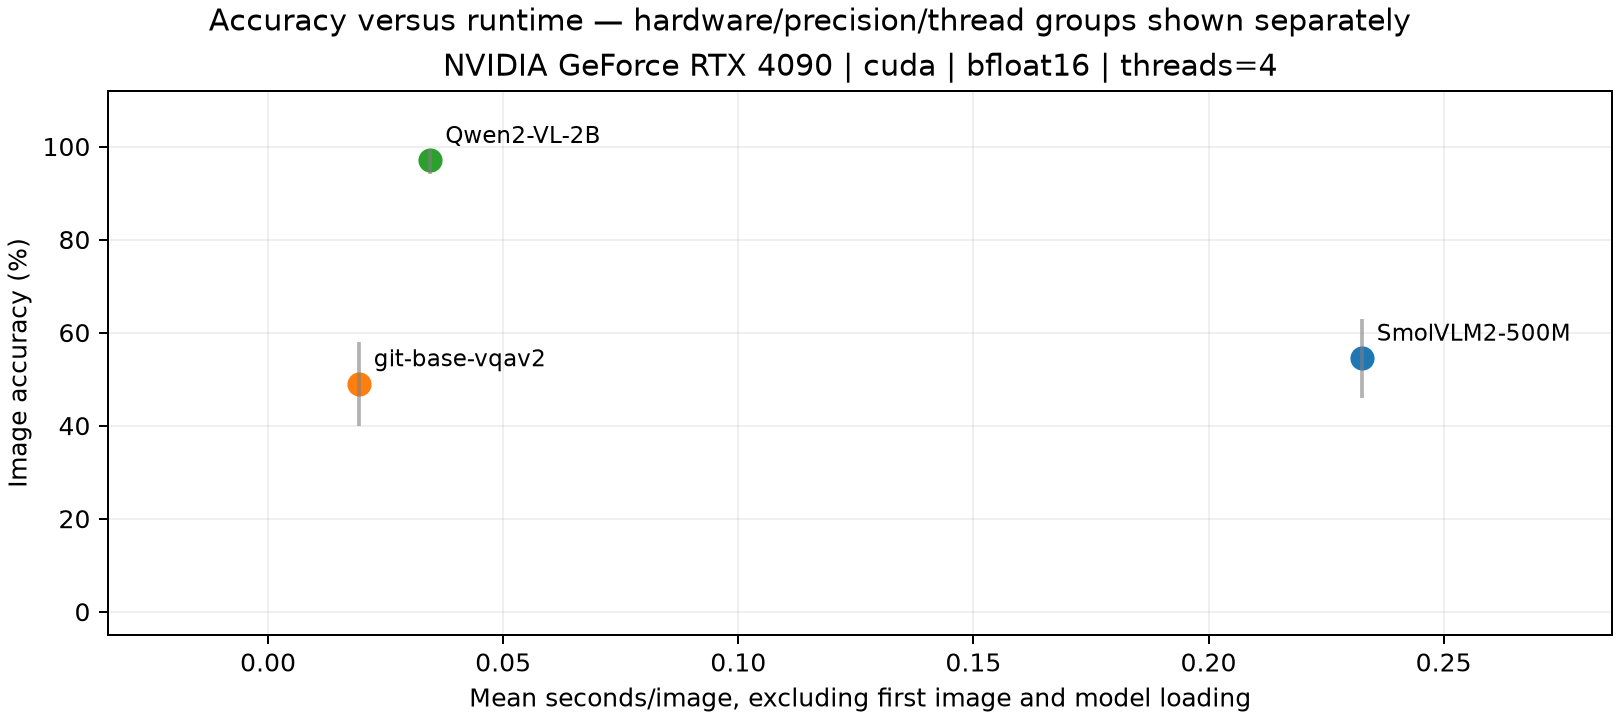 Accuracy versus runtime — hardware/precision/thread groups shown separately
NVIDIA GeForce RTX 4090 | cuda | bfloat16 | threads=4
Qwen2-VL-2B
git-base-vqav2
SmolVLM2-500M
Image accuracy (%)
100
80
60
40
20
0
0.00
0.05
0.10
0.15
0.20
0.25
Mean seconds/image, excluding first image and model loading